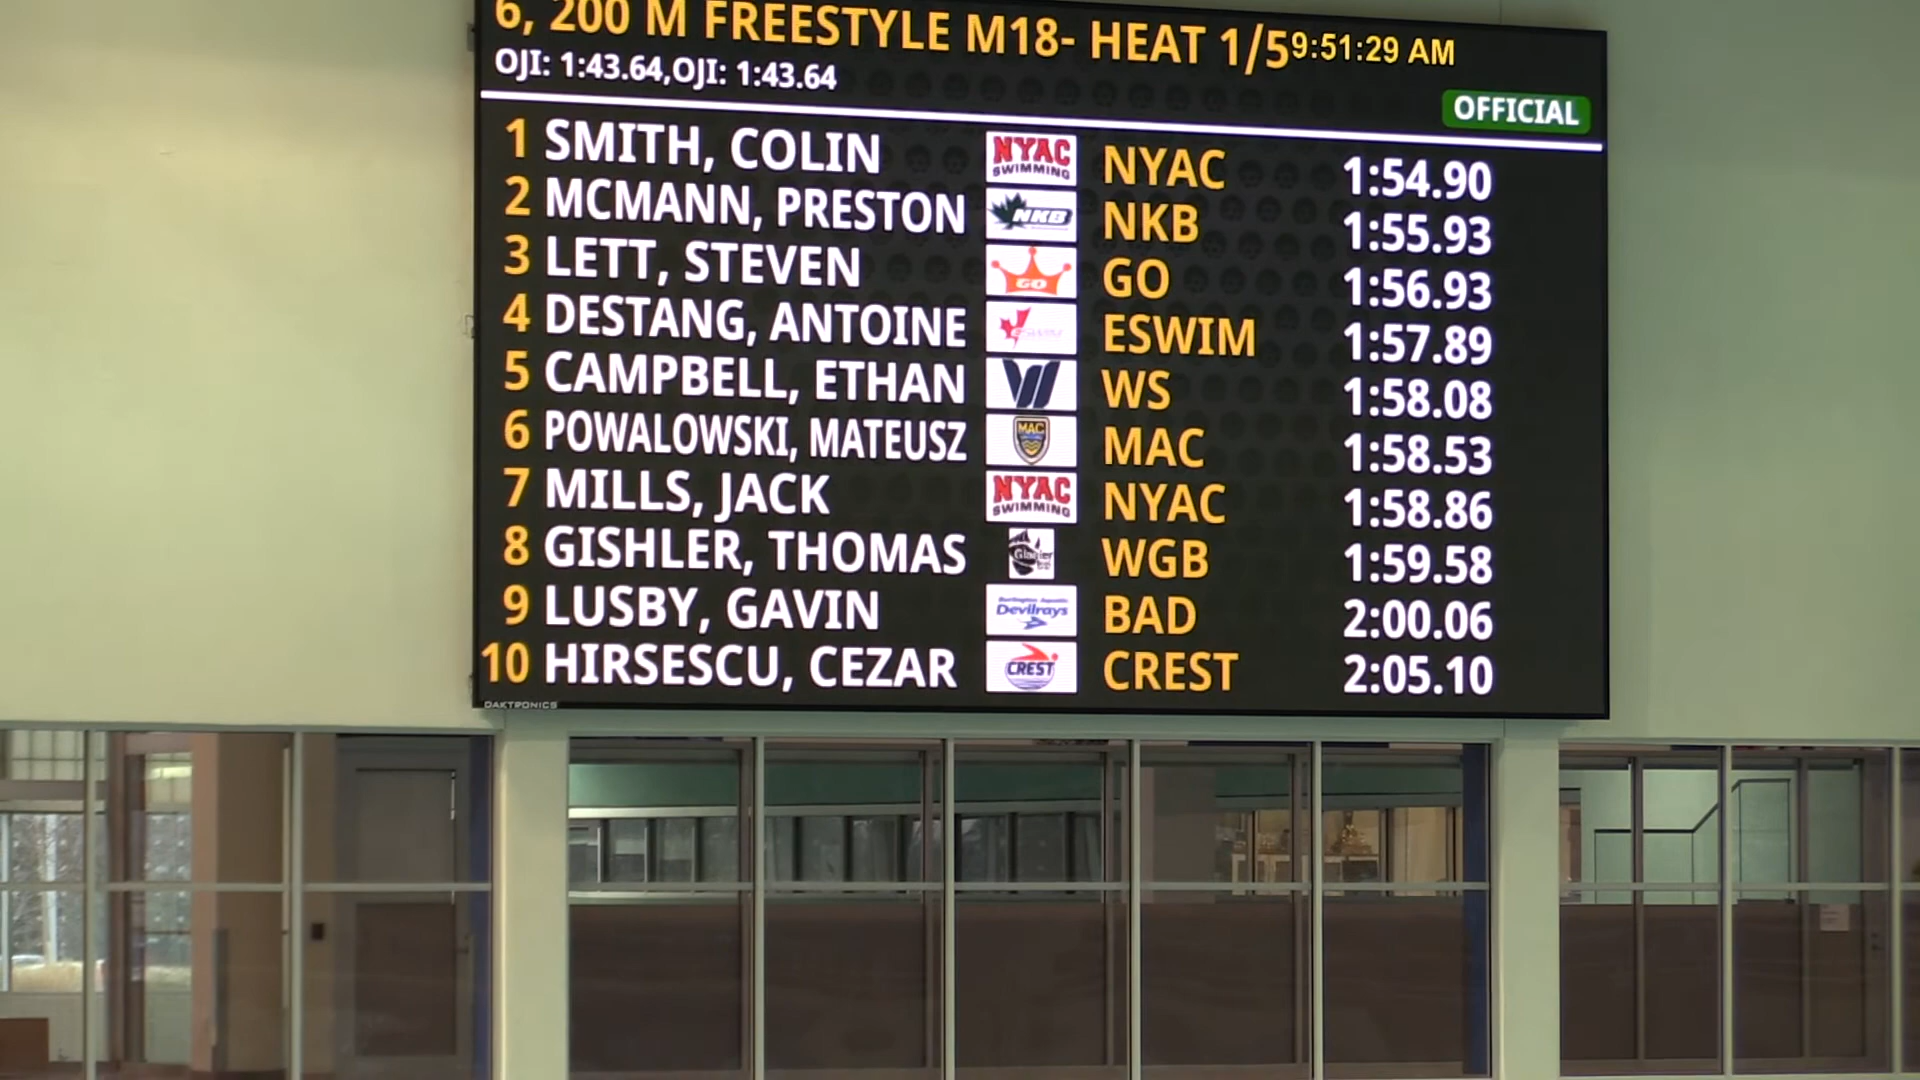 6, 200 M FREESTYLE M18- HEAT 1/5 9:51:29 AM
OJI: 1:43.64,OJI: 1:43.64
OFFICIAL
1 SMITH, COLIN NYAC SWIMMING NYAC 1:54.90
2 MCMANN, PRESTON NKB NKB 1:55.93
3 LETT, STEVEN GO GO 1:56.93
4 DESTANG, ANTOINE ESWIM 1:57.89
5 CAMPBELL, ETHAN WS 1:58.08
6 POWALOWSKI, MATEUSZ MAC MAC 1:58.53
7 MILLS, JACK NYAC SWIMMING NYAC 1:58.86
8 GISHLER, THOMAS Glacier WGB 1:59.58
9 LUSBY, GAVIN Burlington Aquatic Devilrays BAD 2:00.06
10 HIRSESCU, CEZAR CREST CREST 2:05.10
DAKTRONICS